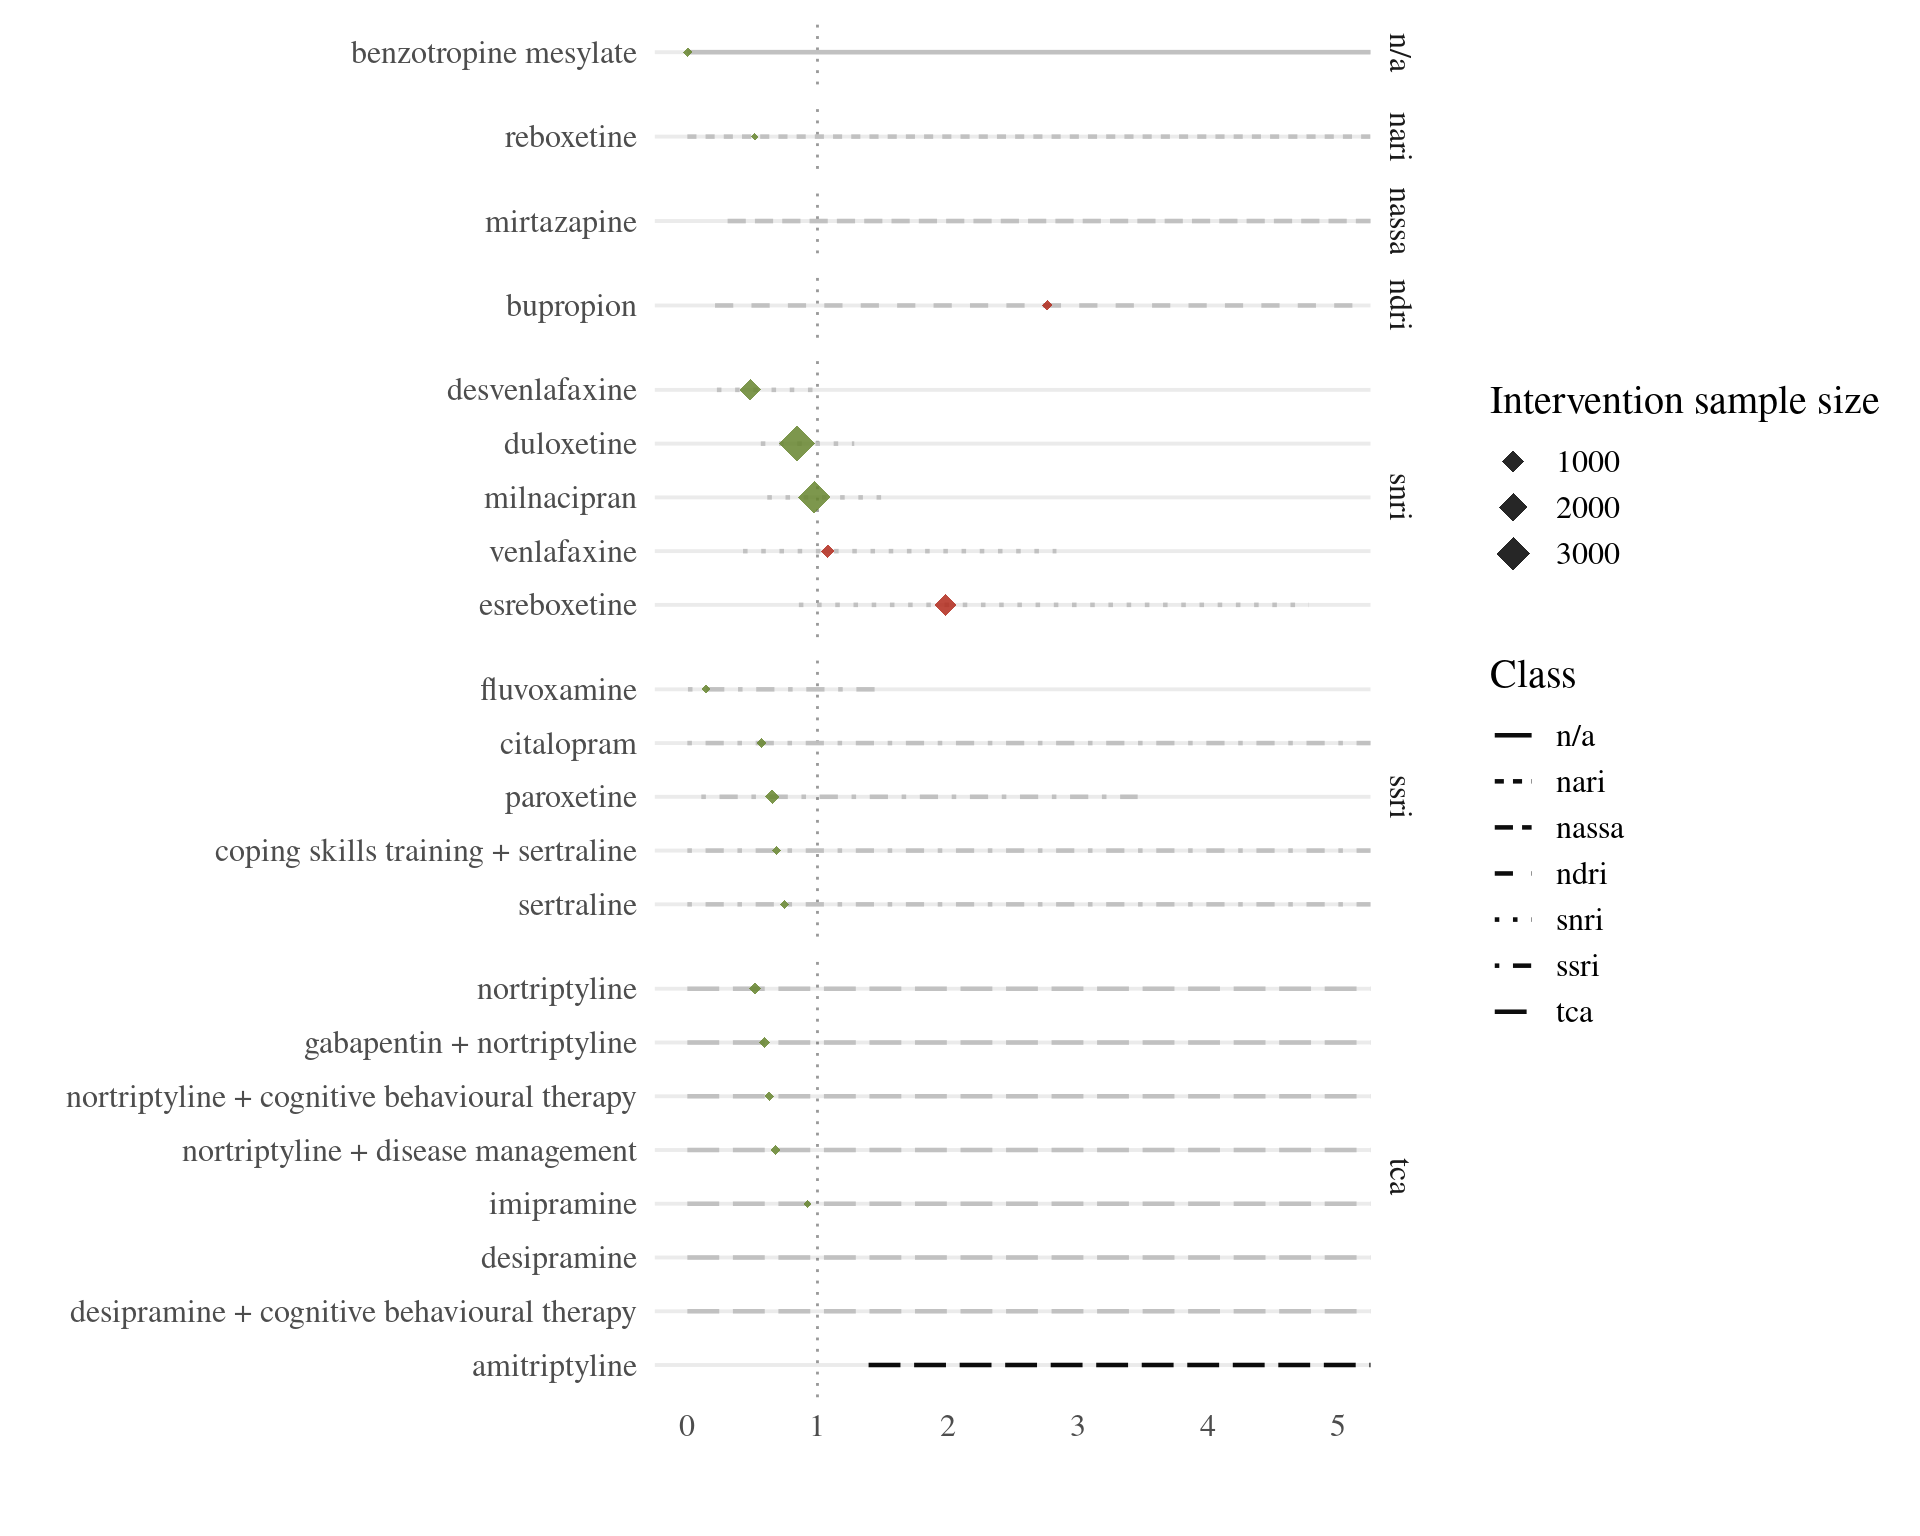 benzotropine mesylate
n/a
reboxetine
nari
mirtazapine
nassa
bupropion
ndri
desvenlafaxine
duloxetine
milnacipran
venlafaxine
esreboxetine
snri
fluvoxamine
citalopram
paroxetine
coping skills training + sertraline
sertraline
ssri
nortriptyline
gabapentin + nortriptyline
nortriptyline + cognitive behavioural therapy
nortriptyline + disease management
imipramine
desipramine
desipramine + cognitive behavioural therapy
amitriptyline
tca
0 1 2 3 4 5
Intervention sample size
1000
2000
3000
Class
n/a
nari
nassa
ndri
snri
ssri
tca